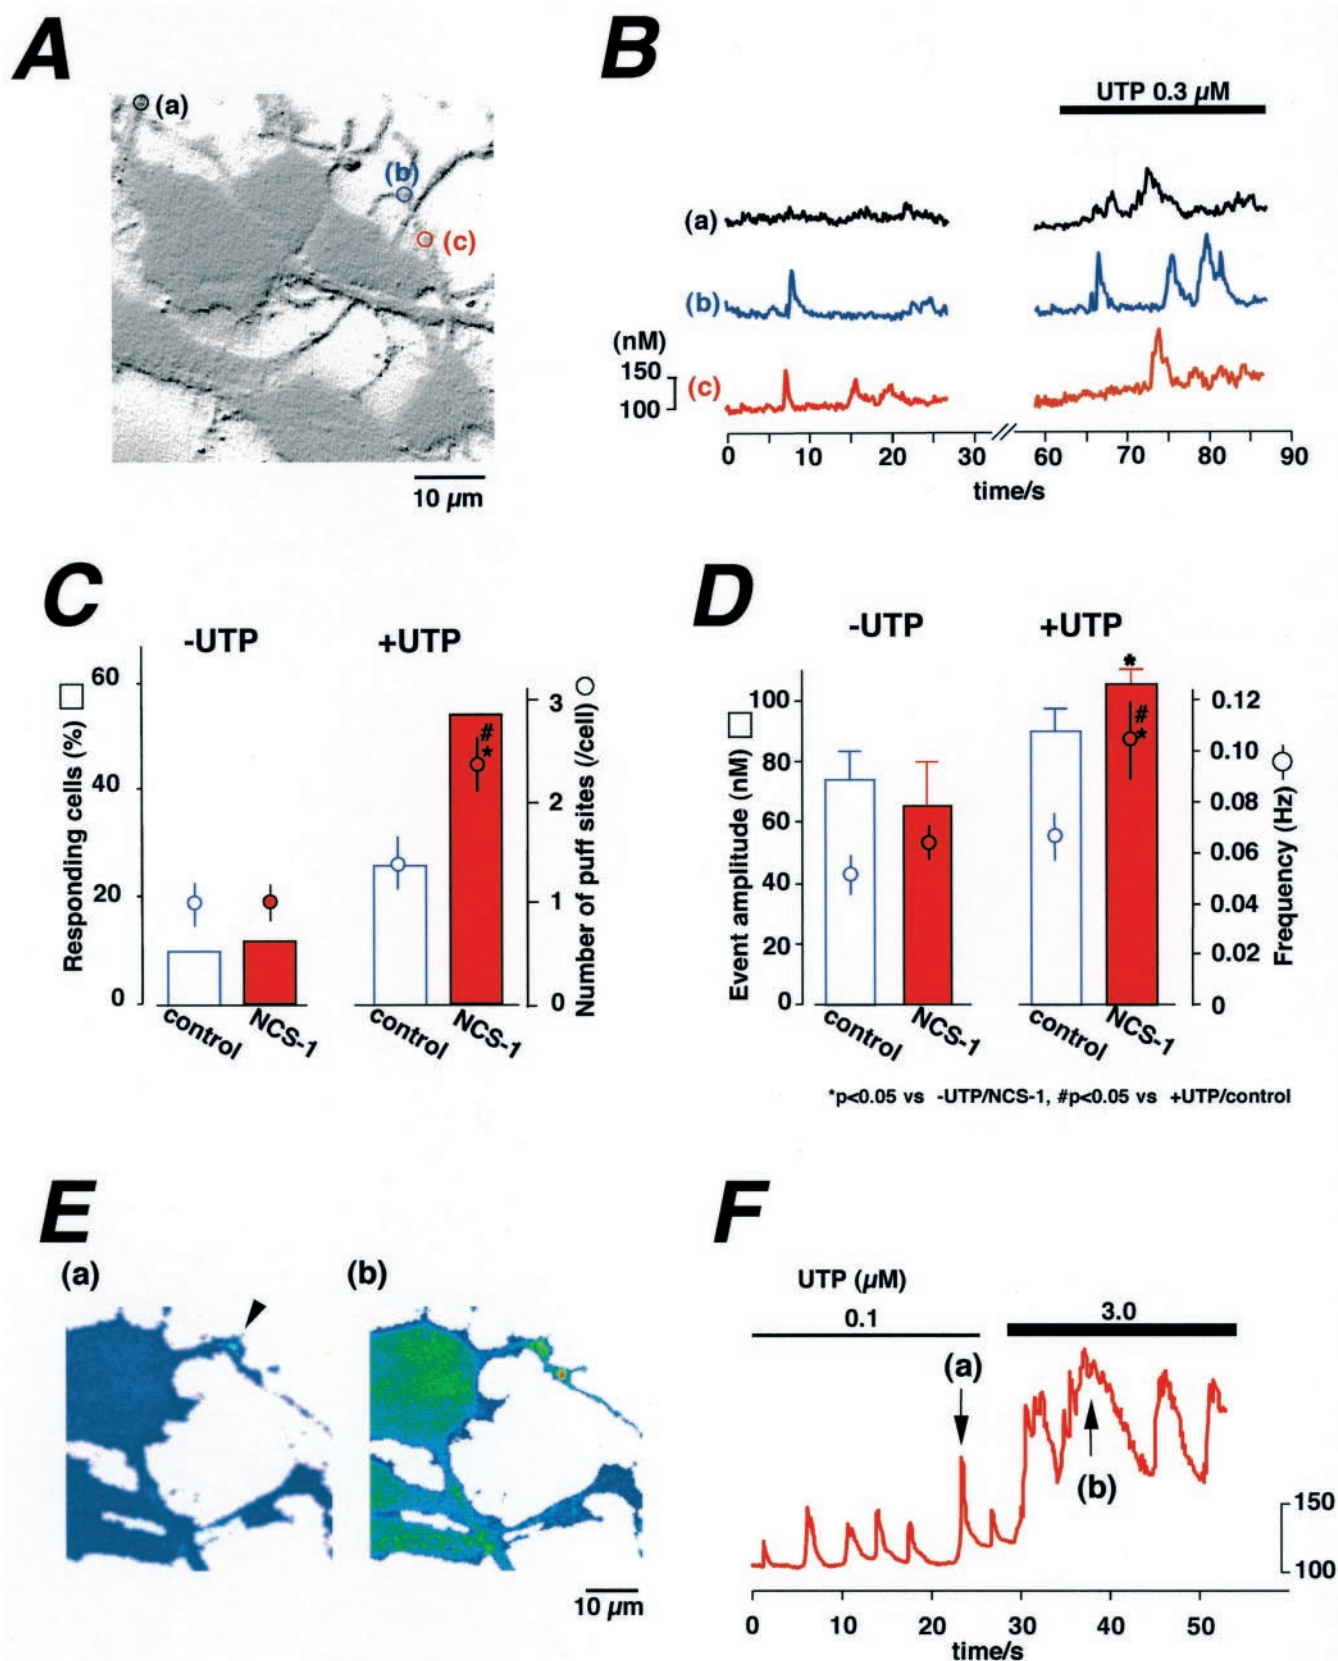 A
(a)
(b)
(c)
10 µm
B
UTP 0.3 µM
(a)
(b)
(nM)
150
100
(c)
0 10 20 30 60 70 80 90
time/s
C
-UTP +UTP
Responding cells (%)
60
40
20
0
Number of puff sites (/cell)
3
2
1
0
#
*
control NCS-1 control NCS-1
D
-UTP +UTP
Event amplitude (nM)
100
80
60
40
20
0
Frequency (Hz)
0.12
0.10
0.08
0.06
0.04
0.02
0
*
#
*
control NCS-1 control NCS-1
*p<0.05 vs -UTP/NCS-1, #p<0.05 vs +UTP/control
E
(a) (b)
10 µm
F
UTP (µM)
0.1 3.0
(a)
(b)
150
100
0 10 20 30 40 50
time/s